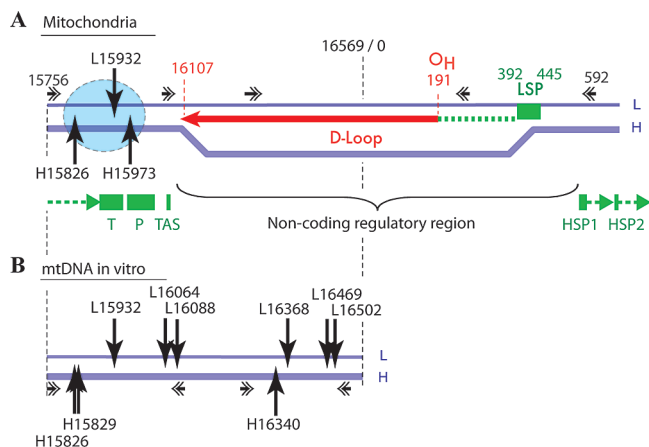 A
Mitochondria
L15932
16569 / 0
15756
16107
OH
191
392
445
LSP
592
L
H
D-Loop
H15826
H15973
T
P
TAS
Non-coding regulatory region
HSP1
HSP2
B
mtDNA in vitro
L15932
L16064
L16088
L16368
L16469
L16502
L
H
H15829
H15826
H16340